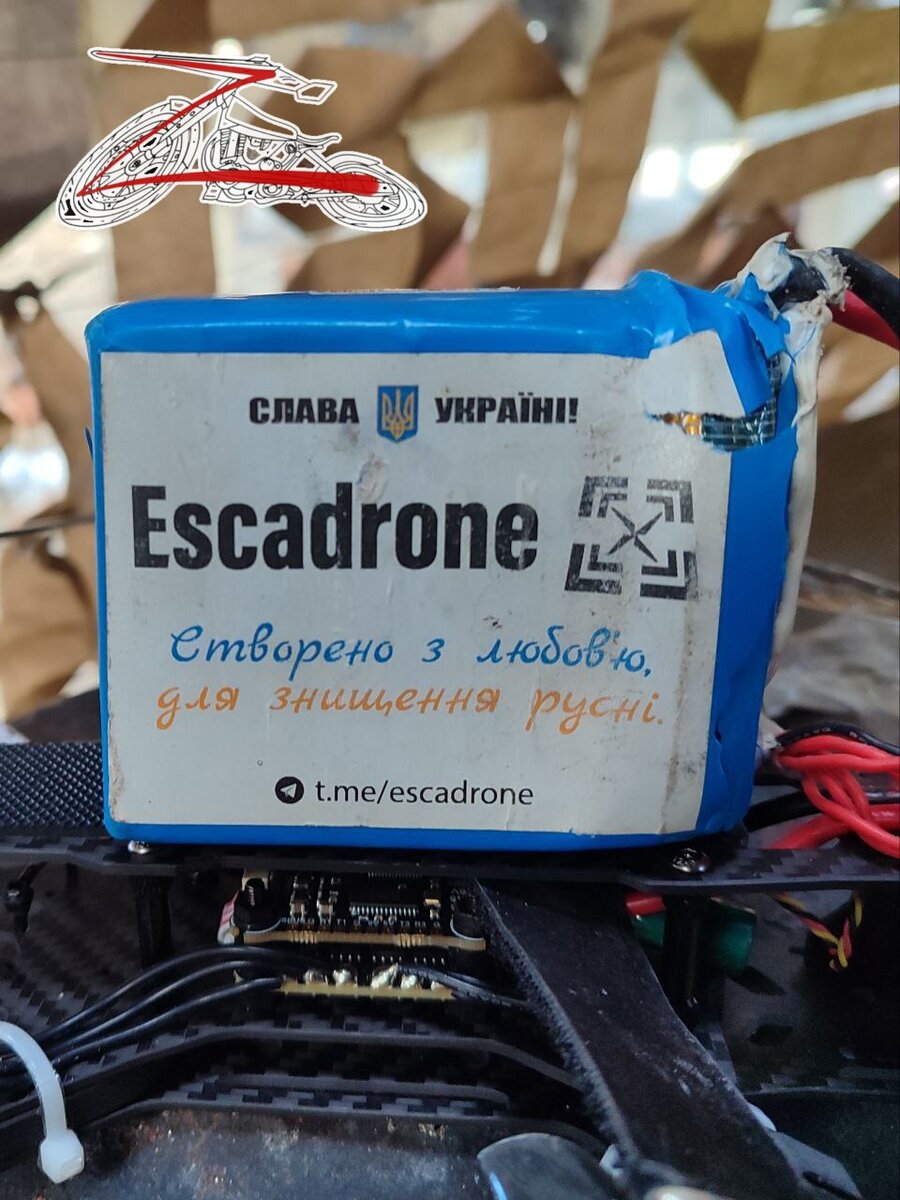 СЛАВА УКРАЇНІ!
Escadrone
Створено з любов'ю,
для знищення русні.
t.me/escadrone